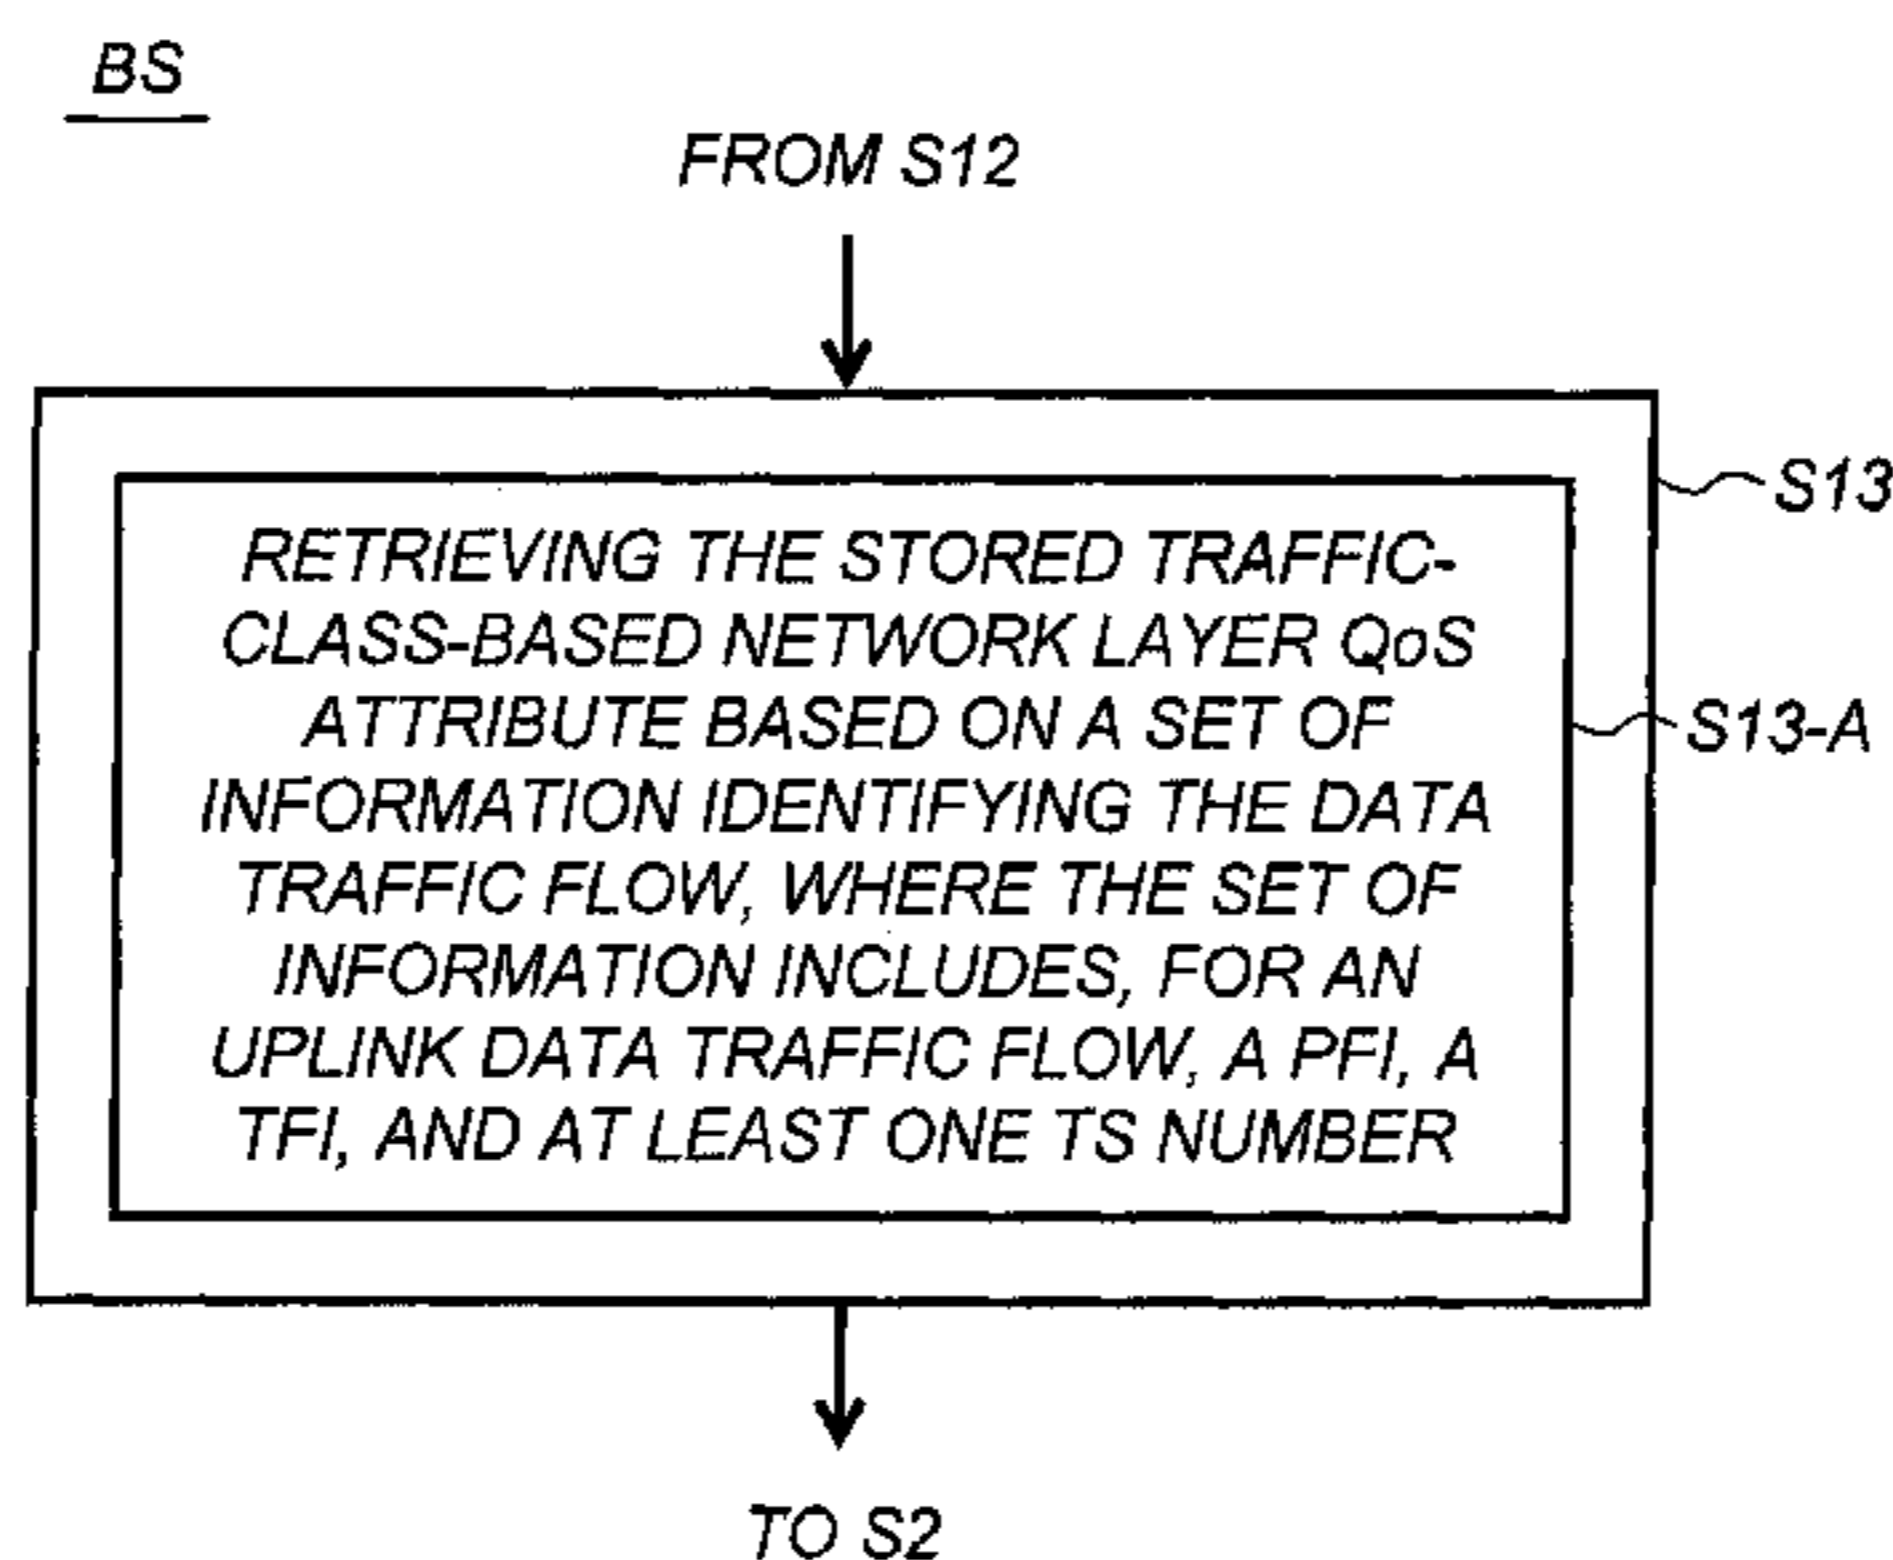 BS
FROM S12
S13
RETRIEVING THE STORED TRAFFIC-
CLASS-BASED NETWORK LAYER QoS
ATTRIBUTE BASED ON A SET OF
S13-A
INFORMATION IDENTIFYING THE DATA
TRAFFIC FLOW, WHERE THE SET OF
INFORMATION INCLUDES, FOR AN
UPLINK DATA TRAFFIC FLOW, A PFI, A
TFI, AND AT LEAST ONE TS NUMBER
TO S2